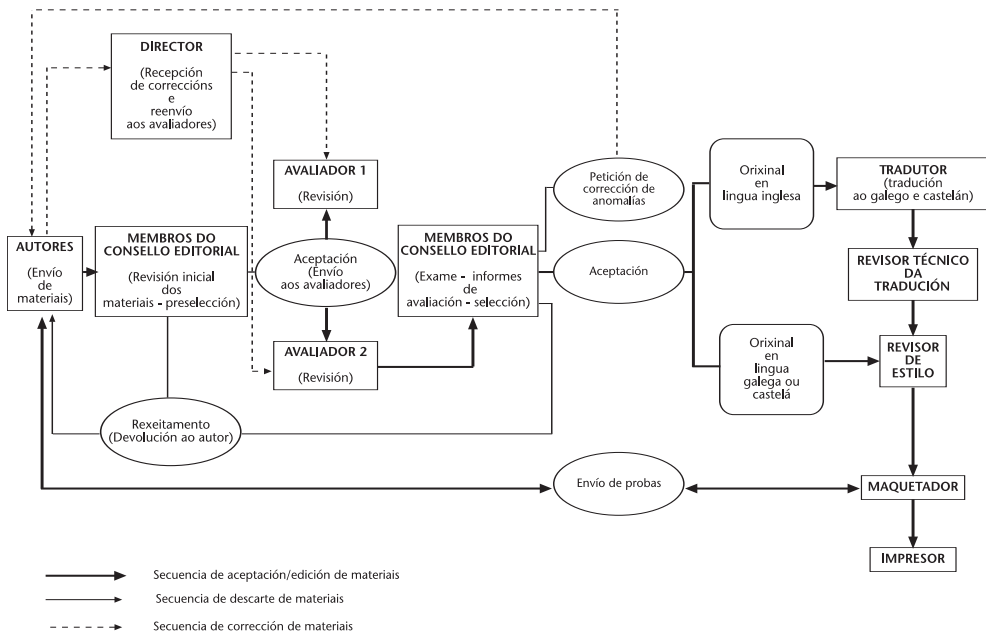 DIRECTOR
(Recepción
de correccións
e
reenvío
aos avaliadores)
AVALIADOR 1
(Revisión)
Petición de
corrección de
anomalías
Orixinal
en
lingua inglesa
TRADUTOR
(tradución
ao galego e castelán)
AUTORES
(Envío
de
materiais)
MEMBROS DO
CONSELLO EDITORIAL
(Revisión inicial
dos
materiais - preselección)
Aceptación
(Envío
aos avaliadores)
MEMBROS DO
CONSELLO EDITORIAL
(Exame - informes
de
avaliación - selección)
Aceptación
REVISOR TÉCNICO
DA
TRADUCIÓN
AVALIADOR 2
(Revisión)
Orixinal
en
lingua
galega ou
castelá
REVISOR
DE
ESTILO
Rexeitamento
(Devolución ao autor)
Envío de probas
MAQUETADOR
IMPRESOR
Secuencia de aceptación/edición de materiais
Secuencia de descarte de materiais
Secuencia de corrección de materiais